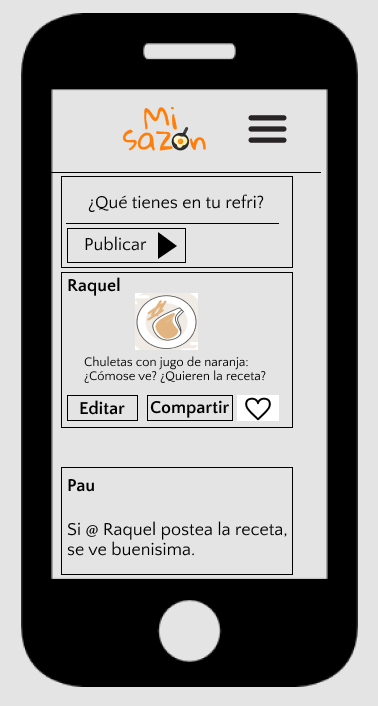 Mi
sazón
¿Qué tienes en tu refri?
Publicar
Raquel
Chuletas con jugo de naranja:
¿Cómose ve? ¿Quieren la receta?
Editar Compartir
Pau
Si @ Raquel postea la receta,
se ve buenisima.